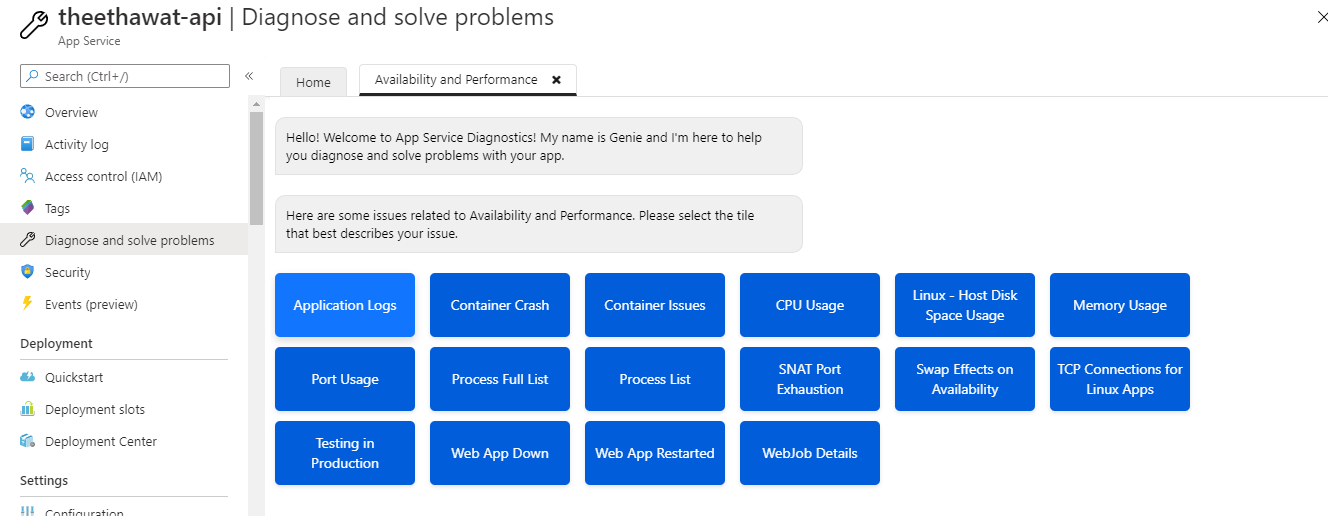 theethawat-api | Diagnose and solve problems
App Service
Search (Ctrl+/)
Overview
Activity log
Access control (IAM)
Tags
Diagnose and solve problems
Security
Events (preview)
Deployment
Quickstart
Deployment slots
Deployment Center
Settings
Configuration
Home
Availability and Performance
Hello! Welcome to App Service Diagnostics! My name is Genie and I'm here to help
you diagnose and solve problems with your app.
Here are some issues related to Availability and Performance. Please select the tile
that best describes your issue.
Application Logs
Container Crash
Container Issues
CPU Usage
Linux - Host Disk
Space Usage
Memory Usage
Port Usage
Process Full List
Process List
SNAT Port
Exhaustion
Swap Effects on
Availability
TCP Connections for
Linux Apps
Testing in
Production
Web App Down
Web App Restarted
WebJob Details